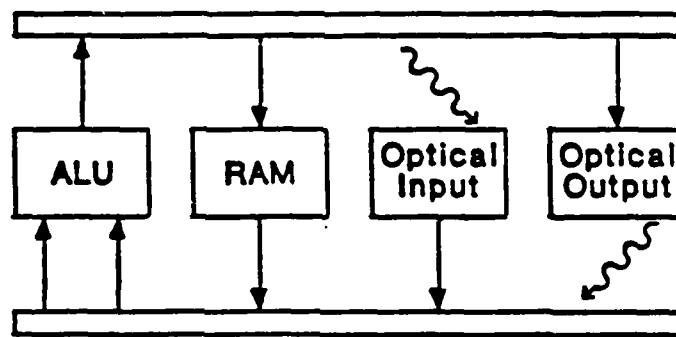 ALU
RAM
Optical
Input
Optical
Output